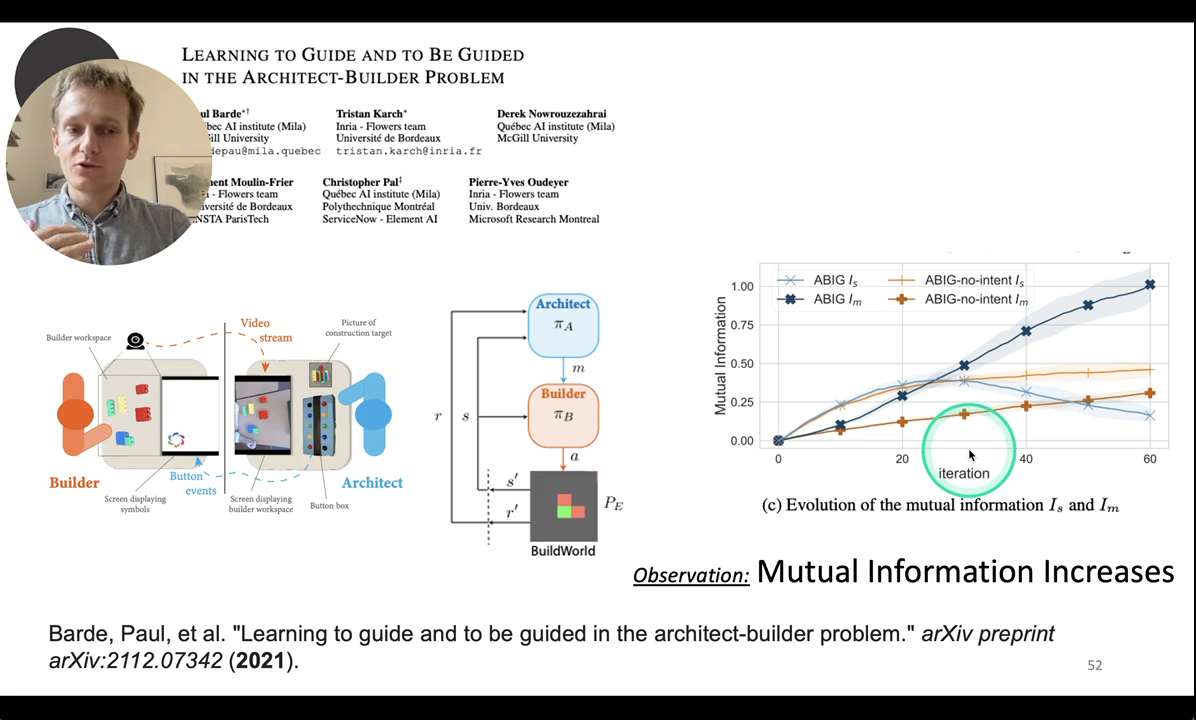 LEARNING TO GUIDE AND TO BE GUIDED
IN THE ARCHITECT-BUILDER PROBLEM
Barde*†
Tristan Karch*
Derek Nowrouzezahrai
AI institute (Mila)
Inria - Flowers team
Québec AI institute (Mila)
University
Université de Bordeaux
McGill University
@mila.quebec
tristan.karch@inria.fr
Moulin-Frier
Christopher Pal‡
Pierre-Yves Oudeyer
- Flowers team
Québec AI institute (Mila)
Inria - Flowers team
de Bordeaux
Polythechnique Montréal
Univ. Bordeaux
ParisTech
ServiceNow - Element AI
Microsoft Research Montreal
Builder workspace
Video
stream
Picture of
construction target
Builder
Button
events
Architect
Screen displaying
symbols
Screen displaying
builder workspace
Button box
Architect
π_A
m
Builder
π_B
r
s
a
s'
r'
P_E
BuildWorld
ABIG I_s
ABIG-no-intent I_s
ABIG I_m
ABIG-no-intent I_m
Mutual Information
1.00
0.75
0.50
0.25
0.00
0 20 40 60
iteration
(c) Evolution of the mutual information I_s and I_m
Observation: Mutual Information Increases
Barde, Paul, et al. "Learning to guide and to be guided in the architect-builder problem." arXiv preprint
arXiv:2112.07342 (2021).
52